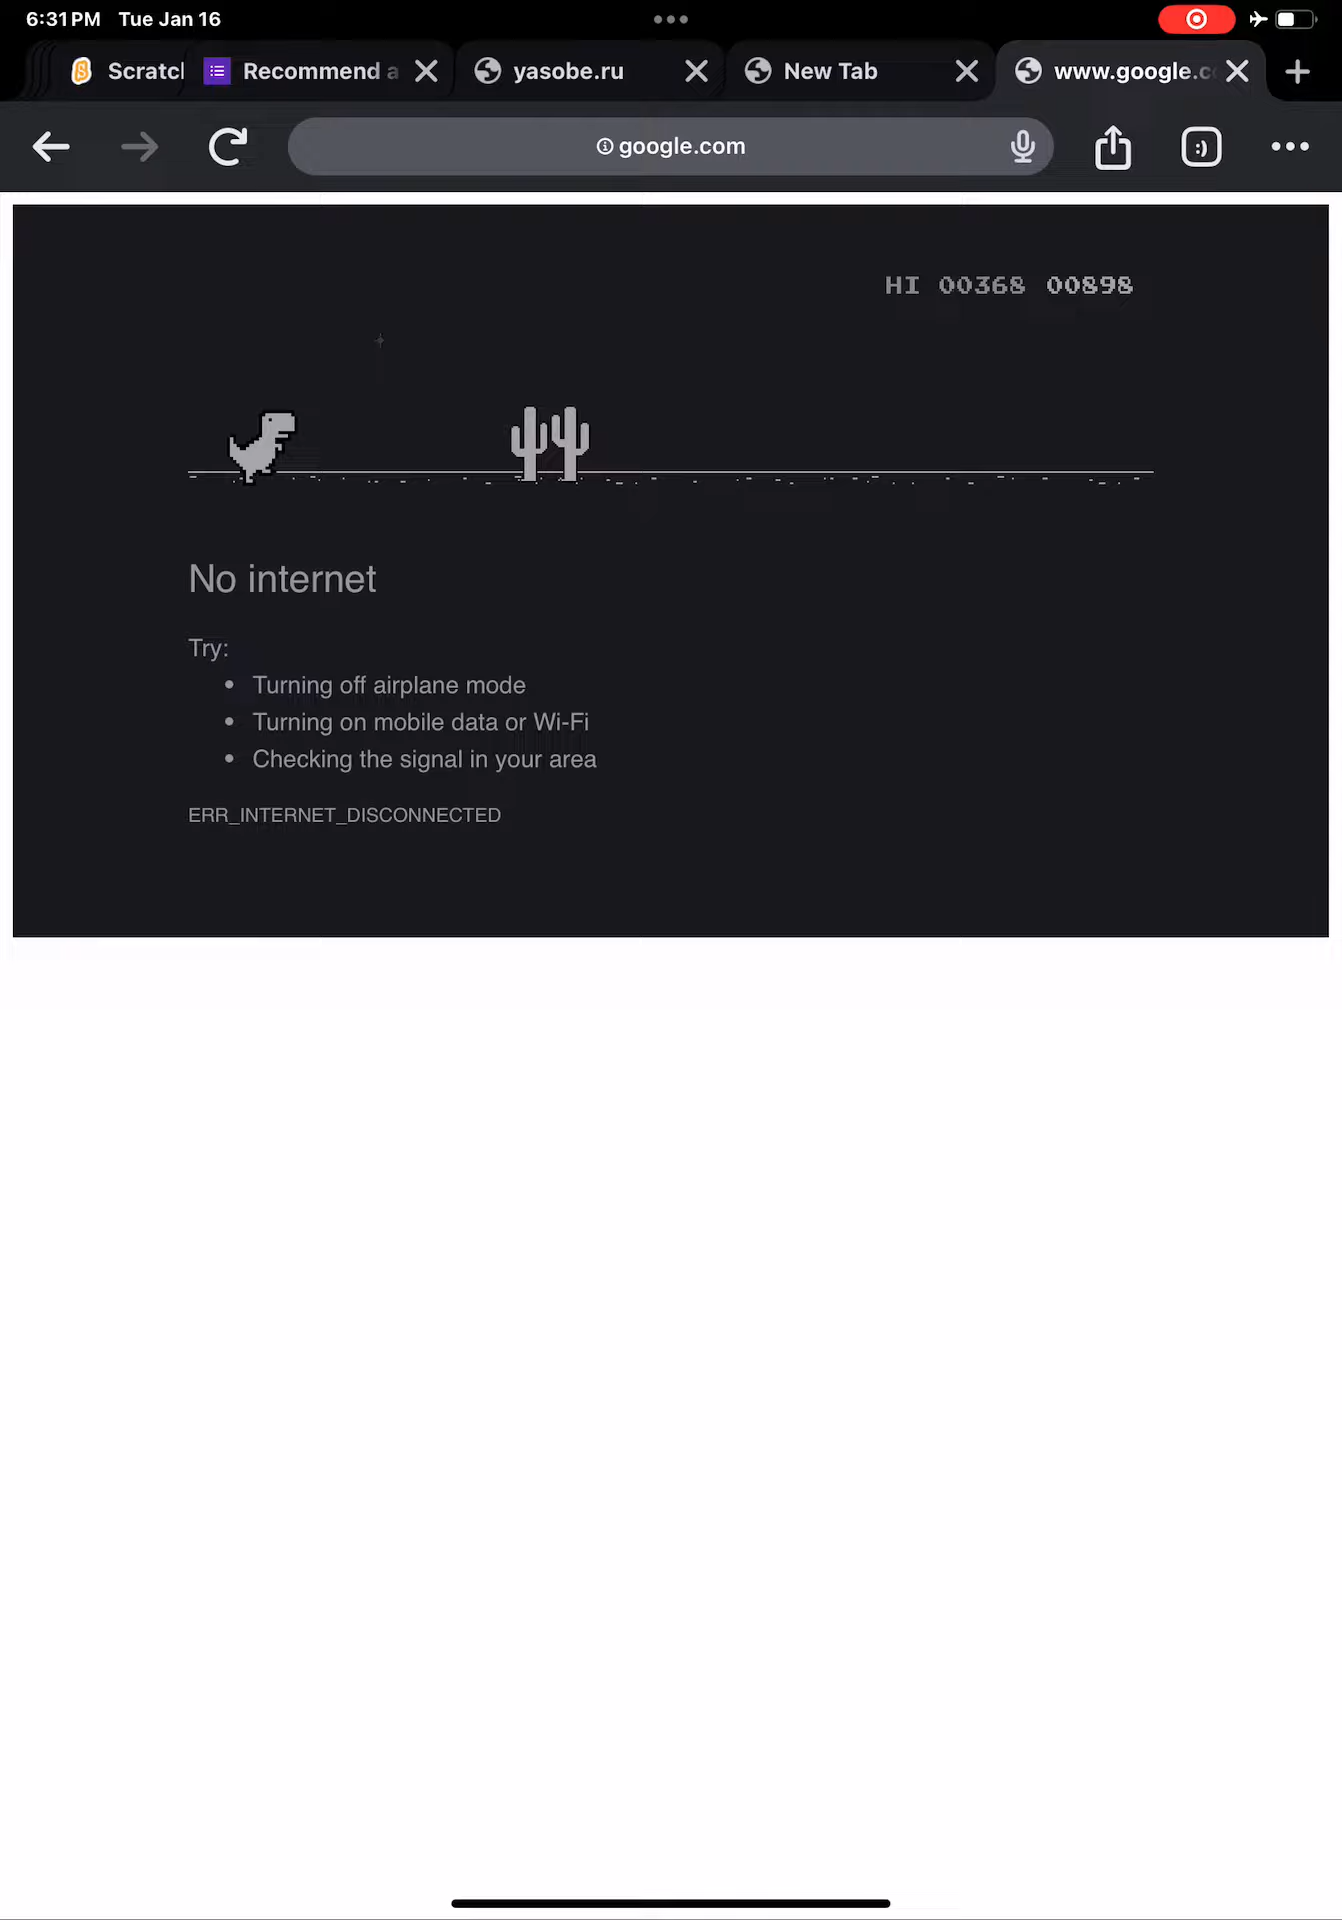 6:31 PM Tue Jan 16
Scratch Recommend a yasobe.ru New Tab www.google.c
google.com
HI 00368 00898
No internet
Try:
• Turning off airplane mode
• Turning on mobile data or Wi-Fi
• Checking the signal in your area
ERR_INTERNET_DISCONNECTED